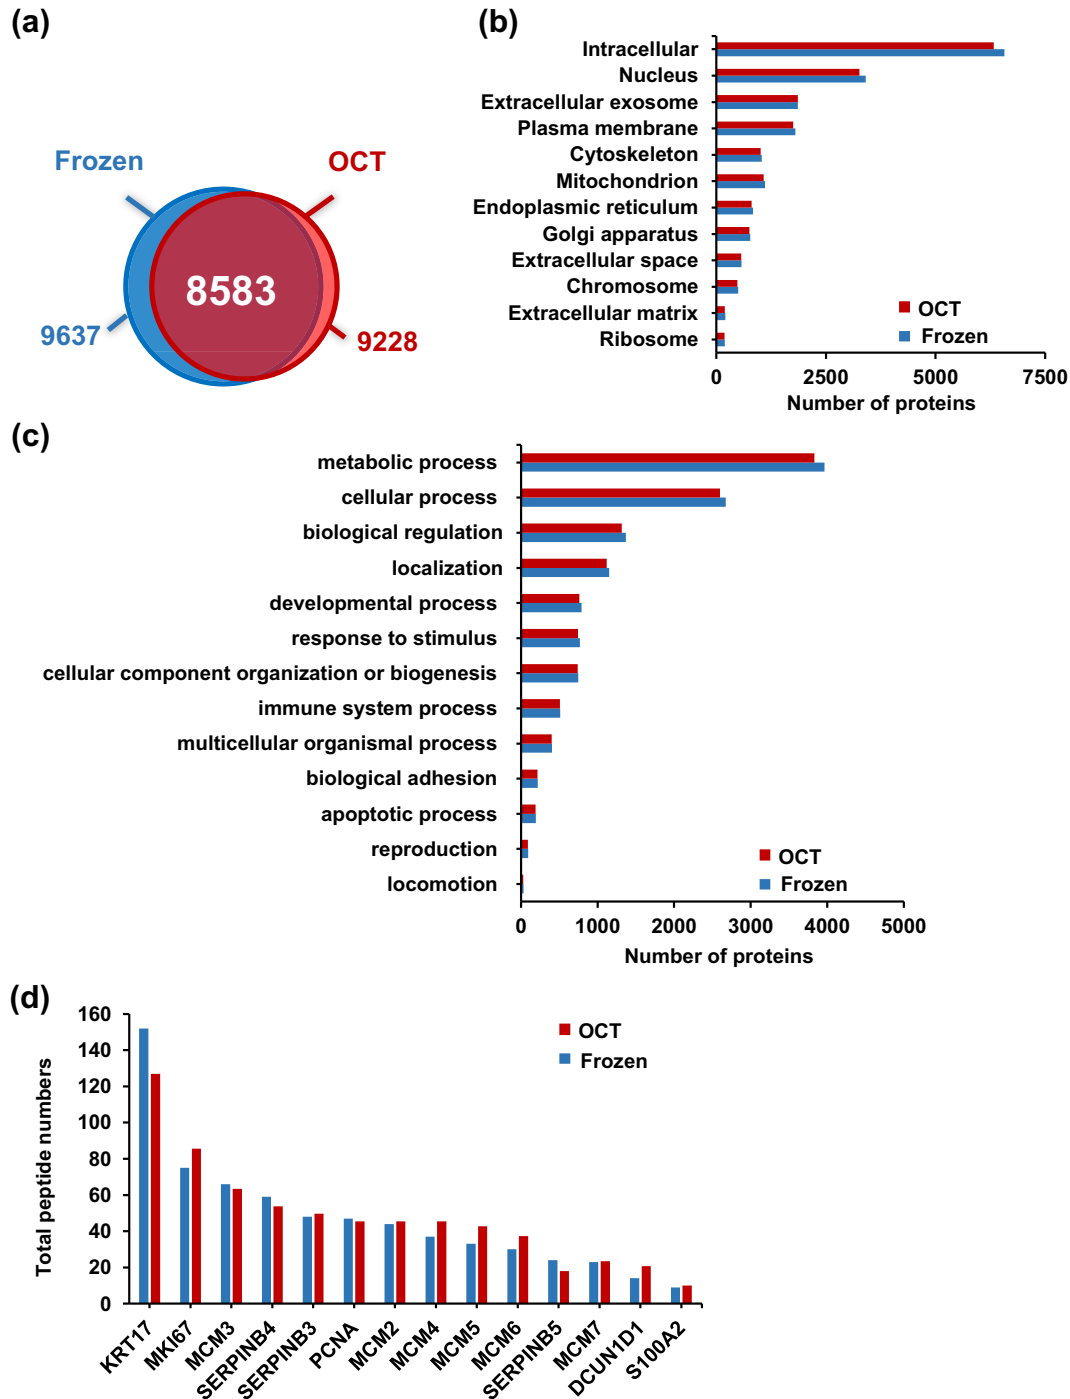 (a)
Frozen
OCT
8583
9637
9228
(b)
Intracellular
Nucleus
Extracellular exosome
Plasma membrane
Cytoskeleton
Mitochondrion
Endoplasmic reticulum
Golgi apparatus
Extracellular space
Chromosome
Extracellular matrix
Ribosome
OCT
Frozen
0 2500 5000 7500
Number of proteins
(c)
metabolic process
cellular process
biological regulation
localization
developmental process
response to stimulus
cellular component organization or biogenesis
immune system process
multicellular organismal process
biological adhesion
apoptotic process
reproduction
locomotion
OCT
Frozen
0 1000 2000 3000 4000 5000
Number of proteins
(d)
Total peptide numbers
160
140
120
100
80
60
40
20
0
OCT
Frozen
KRT17
MKI67
MCM3
SERPINB4
SERPINB3
PCNA
MCM2
MCM4
MCM5
MCM6
SERPINB5
MCM7
DCUN1D1
S100A2